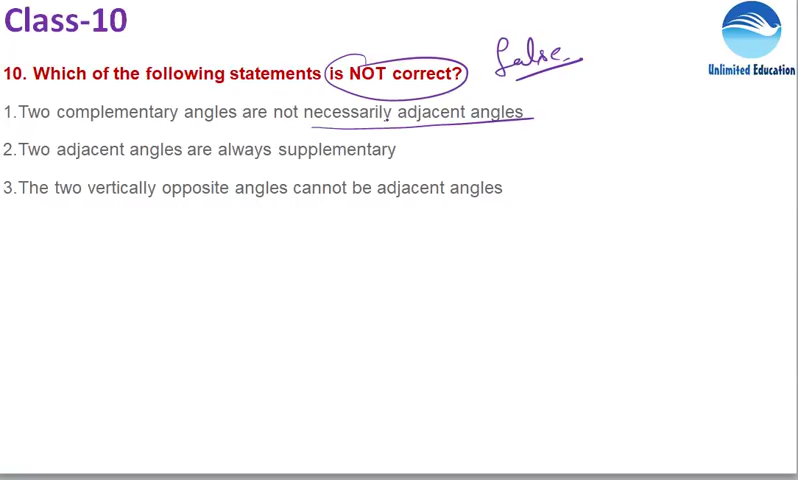 Class-10
Unlimited Education
10. Which of the following statements is NOT correct?
false
1.Two complementary angles are not necessarily adjacent angles
2.Two adjacent angles are always supplementary
3.The two vertically opposite angles cannot be adjacent angles